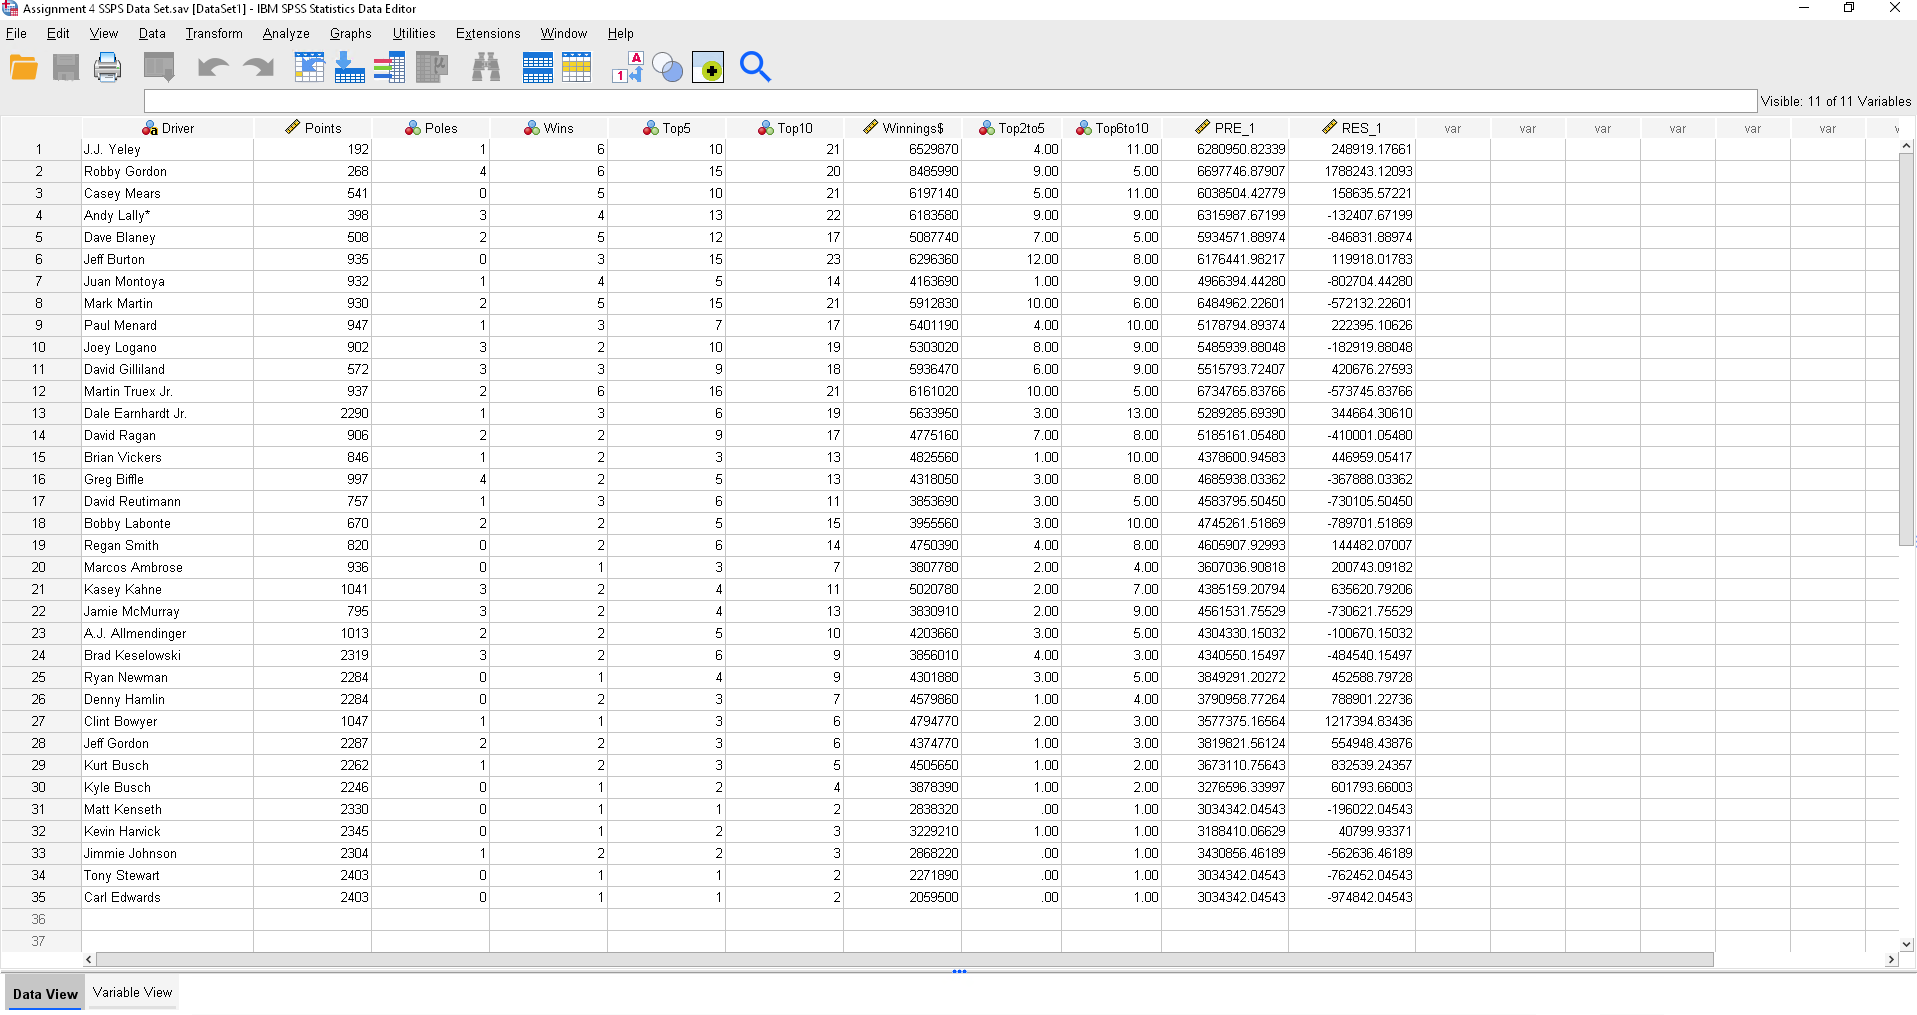 Assignment 4 SSPS Data Set.sav [DataSet1] - IBM SPSS Statistics Data Editor
File Edit View Data Transform Analyze Graphs Utilities Extensions Window Help
Visible: 11 of 11 Variables
Driver Points Poles Wins Top5 Top10 Winnings$ Top2to5 Top6to10 PRE_1 RES_1 var var var var var var
1 J.J. Yeley 192 1 6 10 21 6529870 4.00 11.00 6280950.82339 248919.17661
2 Robby Gordon 268 4 6 15 20 8485990 9.00 5.00 6697746.87907 1788243.12093
3 Casey Mears 541 0 5 10 21 6197140 5.00 11.00 6038504.42779 158635.57221
4 Andy Lally* 398 3 4 13 22 6183580 9.00 9.00 6315987.67199 -132407.67199
5 Dave Blaney 508 2 5 12 17 5087740 7.00 5.00 5934571.88974 -846831.88974
6 Jeff Burton 935 0 3 15 23 6296360 12.00 8.00 6176441.98217 119918.01783
7 Juan Montoya 932 1 4 5 14 4163690 1.00 9.00 4966394.44280 -802704.44280
8 Mark Martin 930 2 5 15 21 5912830 10.00 6.00 6484962.22601 -572132.22601
9 Paul Menard 947 1 3 7 17 5401190 4.00 10.00 5178794.89374 222395.10626
10 Joey Logano 902 3 2 10 19 5303020 8.00 9.00 5485939.88048 -182919.88048
11 David Gilliland 572 3 3 9 18 5936470 6.00 9.00 5515793.72407 420676.27593
12 Martin Truex Jr. 937 2 6 16 21 6161020 10.00 5.00 6734765.83766 -573745.83766
13 Dale Earnhardt Jr. 2290 1 3 6 19 5633950 3.00 13.00 5289285.69390 344664.30610
14 David Ragan 906 2 2 9 17 4775160 7.00 8.00 5185161.05480 -410001.05480
15 Brian Vickers 846 1 2 3 13 4825560 1.00 10.00 4378600.94583 446959.05417
16 Greg Biffle 997 4 2 5 13 4318050 3.00 8.00 4685938.03362 -367888.03362
17 David Reutimann 757 1 3 6 11 3853690 3.00 5.00 4583795.50450 -730105.50450
18 Bobby Labonte 670 2 2 5 15 3955560 3.00 10.00 4745261.51869 -789701.51869
19 Regan Smith 820 0 2 6 14 4750390 4.00 8.00 4605907.92993 144482.07007
20 Marcos Ambrose 936 0 1 3 7 3807780 2.00 4.00 3607036.90818 200743.09182
21 Kasey Kahne 1041 3 2 4 11 5020780 2.00 7.00 4385159.20794 635620.79206
22 Jamie McMurray 795 3 2 4 13 3830910 2.00 9.00 4561531.75529 -730621.75529
23 A.J. Allmendinger 1013 2 2 5 10 4203660 3.00 5.00 4304330.15032 -100670.15032
24 Brad Keselowski 2319 3 2 6 9 3856010 4.00 3.00 4340550.15497 -484540.15497
25 Ryan Newman 2284 0 1 4 9 4301880 3.00 5.00 3849291.20272 452588.79728
26 Denny Hamlin 2284 0 2 3 7 4579860 1.00 4.00 3790958.77264 788901.22736
27 Clint Bowyer 1047 1 1 3 6 4794770 2.00 3.00 3577375.16564 1217394.83436
28 Jeff Gordon 2287 2 2 3 6 4374770 1.00 3.00 3819821.56124 554948.43876
29 Kurt Busch 2262 1 2 3 5 4505650 1.00 2.00 3673110.75643 832539.24357
30 Kyle Busch 2246 0 1 2 4 3878390 1.00 2.00 3276596.33997 601793.66003
31 Matt Kenseth 2330 0 1 1 2 2838320 .00 1.00 3034342.04543 -196022.04543
32 Kevin Harvick 2345 0 1 2 3 3229210 1.00 1.00 3188410.06629 40799.93371
33 Jimmie Johnson 2304 1 2 2 3 2868220 .00 1.00 3430856.46189 -562636.46189
34 Tony Stewart 2403 0 1 1 2 2271890 .00 1.00 3034342.04543 -762452.04543
35 Carl Edwards 2403 0 1 1 2 2059500 .00 1.00 3034342.04543 -974842.04543
36
37
Data View Variable View